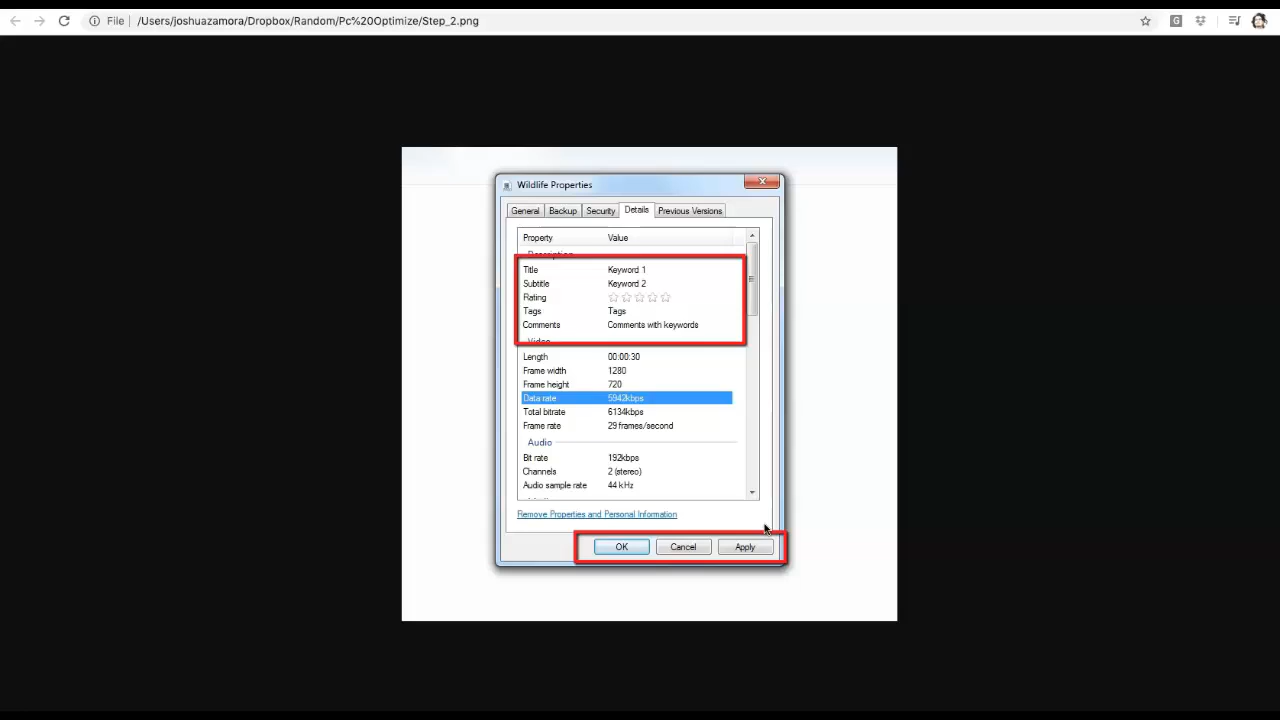 File /Users/joshuazamora/Dropbox/Random/Pc%20Optimize/Step_2.png
Wildlife Properties
General Backup Security Details Previous Versions
Property Value
Description
Title Keyword 1
Subtitle Keyword 2
Rating
Tags Tags
Comments Comments with keywords
Video
Length 00:00:30
Frame width 1280
Frame height 720
Data rate 5942kbps
Total bitrate 6134kbps
Frame rate 29 frames/second
Audio
Bit rate 192kbps
Channels 2 (stereo)
Audio sample rate 44 kHz
Remove Properties and Personal Information
OK Cancel Apply